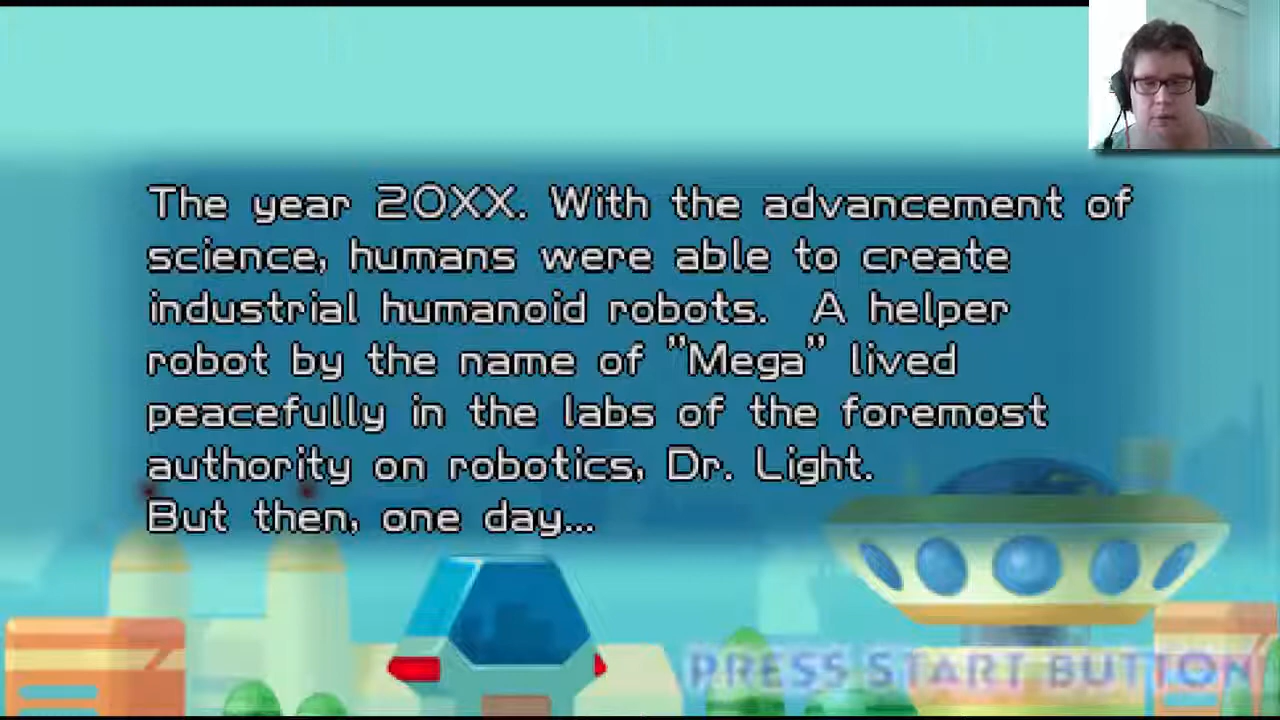 The year 20XX. With the advancement of
science, humans were able to create
industrial humanoid robots.  A helper
robot by the name of "Mega" lived
peacefully in the labs of the foremost
authority on robotics, Dr. Light.
But then, one day...
PRESS START BUTTON